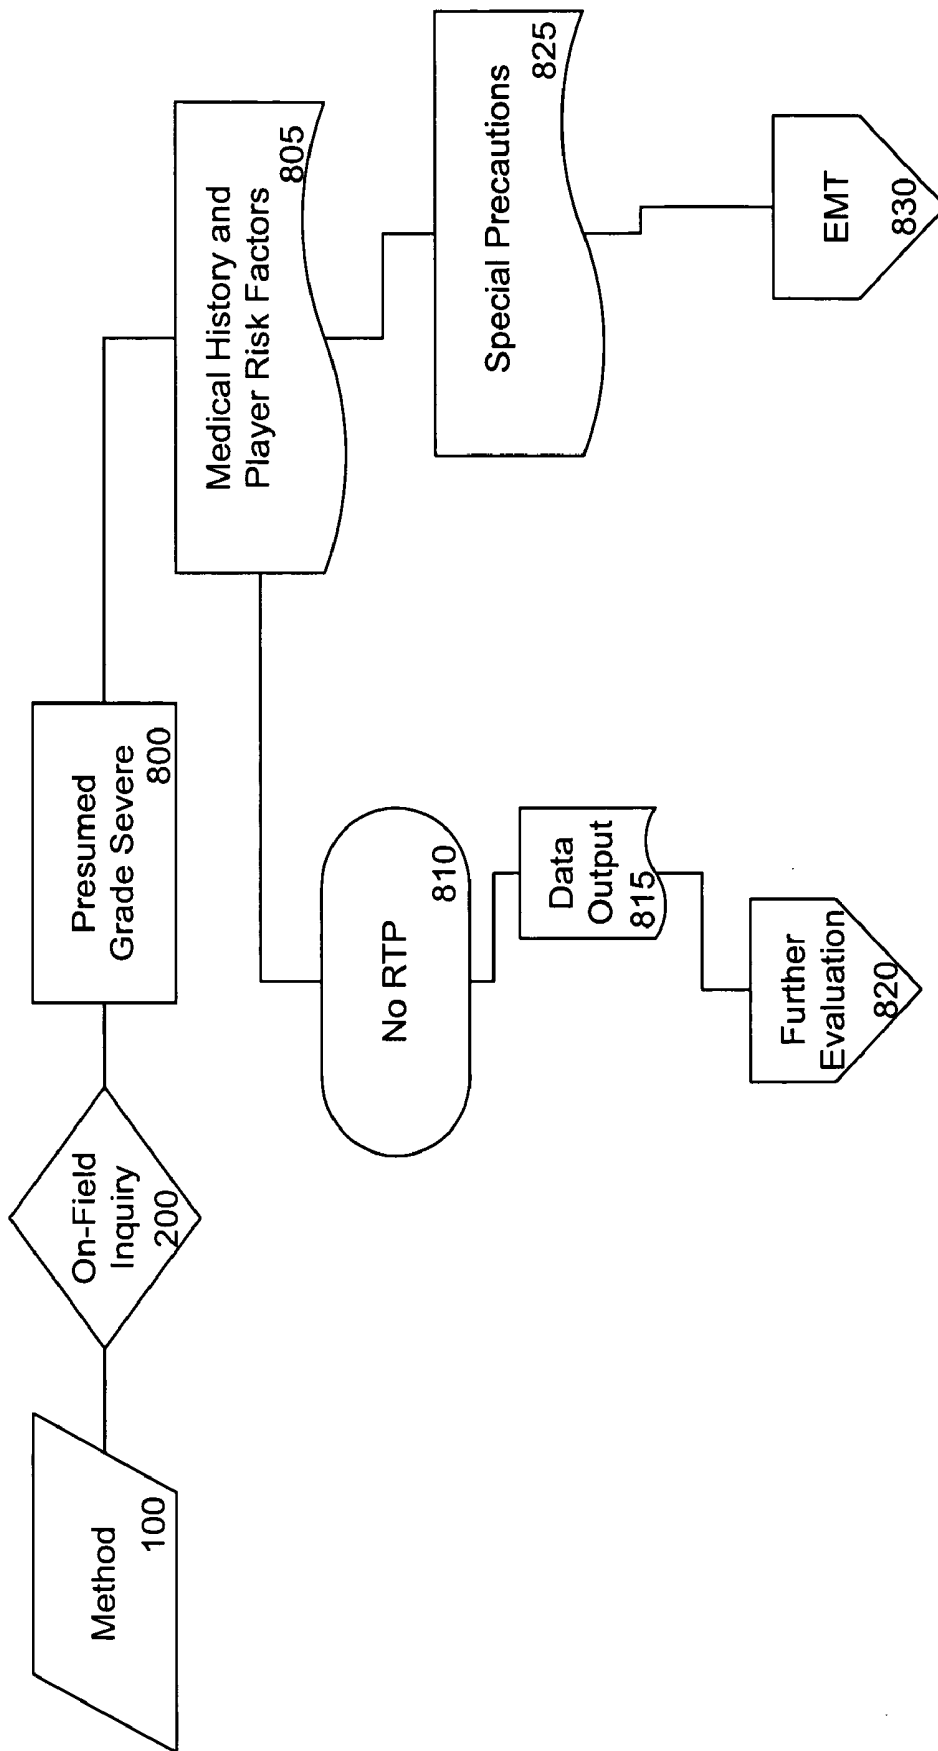 Method
100
On-Field
Inquiry
200
Presumed
Grade Severe
800
Medical History and
Player Risk Factors
805
No RTP
810
Data
Output
815
Further
Evaluation
820
Special Precautions
825
EMT
830